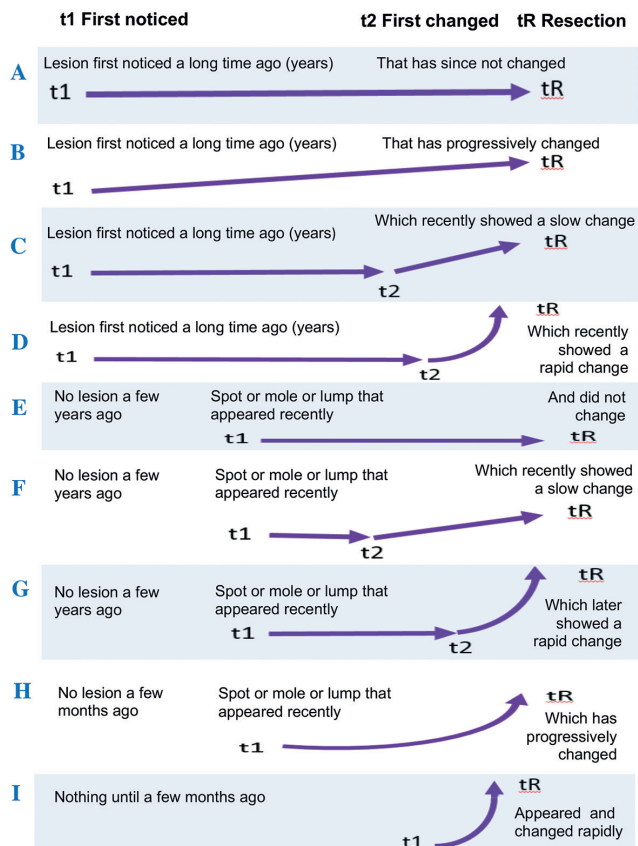 t1 First noticed t2 First changed tR Resection
A
Lesion first noticed a long time ago (years) That has since not changed
t1 tR
B
Lesion first noticed a long time ago (years) That has progressively changed
t1 tR
C
Lesion first noticed a long time ago (years) Which recently showed a slow change
t1 t2 tR
D
Lesion first noticed a long time ago (years)
t1 t2 tR
Which recently
showed a
rapid change
E
No lesion a few
years ago
Spot or mole or lump that
appeared recently
And did not
change
t1 tR
F
No lesion a few
years ago
Spot or mole or lump that
appeared recently
Which recently showed
a slow change
t1 t2 tR
G
No lesion a few
years ago
Spot or mole or lump that
appeared recently
t1 t2 tR
Which later
showed a
rapid change
H
No lesion a few
months ago
Spot or mole or lump that
appeared recently
t1 tR
Which has
progressively
changed
I
Nothing until a few months ago
t1 tR
Appeared and
changed rapidly